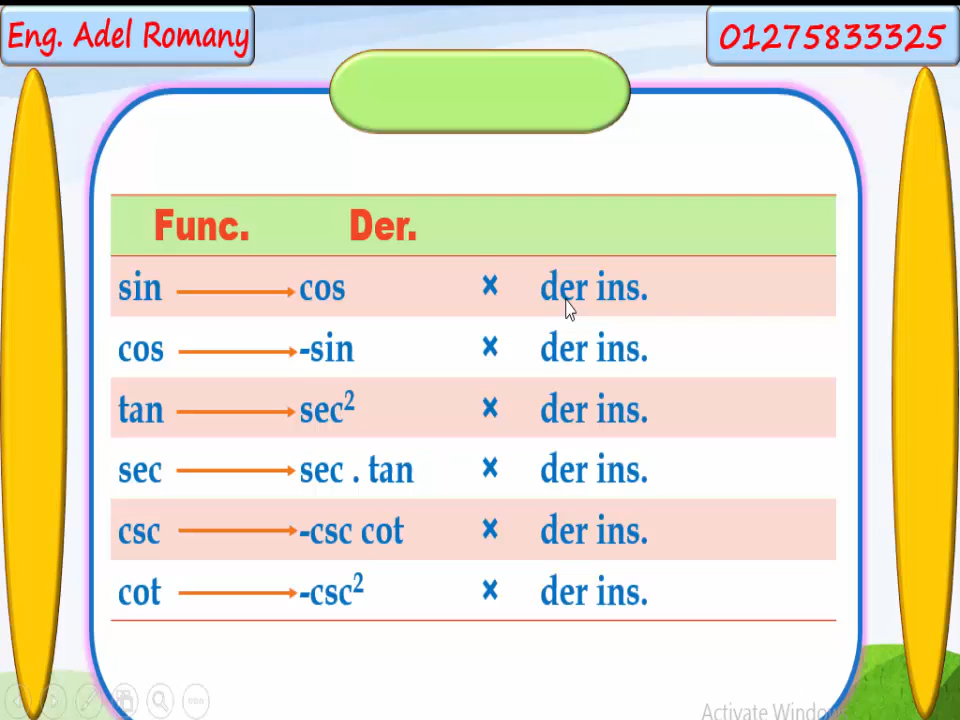 Eng. Adel Romany
01275833325
Func. Der.
sin cos × der ins.
cos -sin × der ins.
tan sec² × der ins.
sec sec . tan × der ins.
csc -csc cot × der ins.
cot -csc² × der ins.
Activate Windows